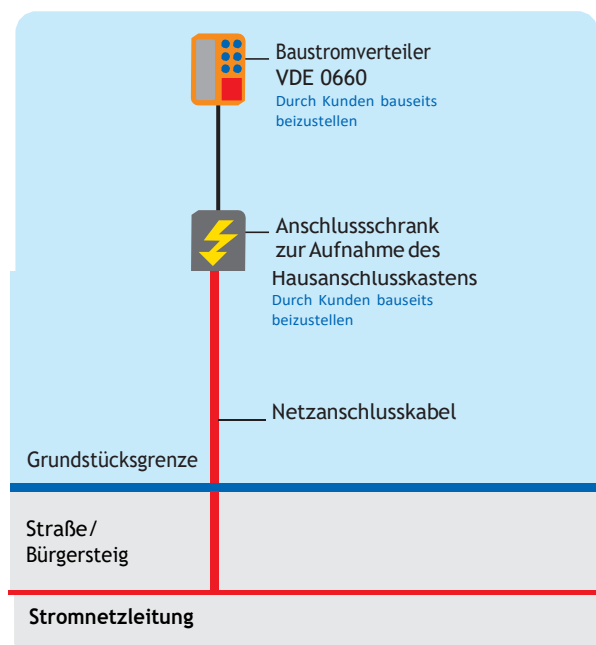 Baustromverteiler
VDE 0660
Durch Kunden bauseits
beizustellen
Anschlussschrank
zur Aufnahme des
Hausanschlusskastens
Durch Kunden bauseits
beizustellen
Netzanschlusskabel
Grundstücksgrenze
Straße/
Bürgersteig
Stromnetzleitung